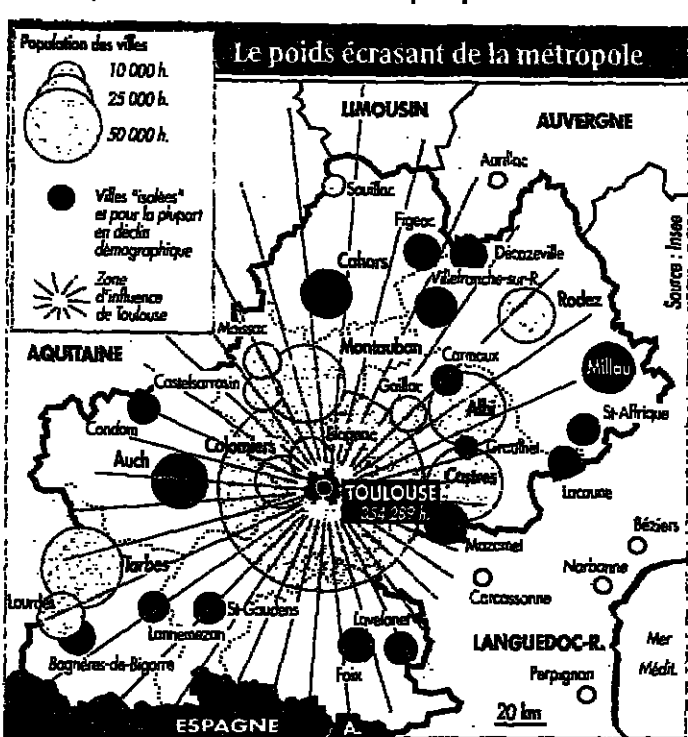 Population des villes
10 000 h.
25 000 h.
50 000 h.
Villes "isolées"
et pour la plupart
en déclin
démographique
Zone
d'influence
de Toulouse
Le poids écrasant de la métropole
LIMOUSIN
AUVERGNE
Aurillac
Souillac
Figeac
Decazeville
Cahors
Villefranche-sur-R.
Rodez
Source : Insee
Moissac
Montauban
Carmaux
AQUITAINE
Castelsarrasin
Gaillac
Albi
Millau
St-Affrique
Condom
Colomiers
Blagnac
Graulhet
Auch
Castres
Lacaune
TOULOUSE
354 289 h.
Mazamet
Béziers
Tarbes
Narbonne
Carcassonne
Lourdes
Lannemezan
St-Gaudens
Lavelanet
LANGUEDOC-R.
Mer
Médit.
Bagnères-de-Bigorre
Foix
Perpignan
20 km
ESPAGNE
A.